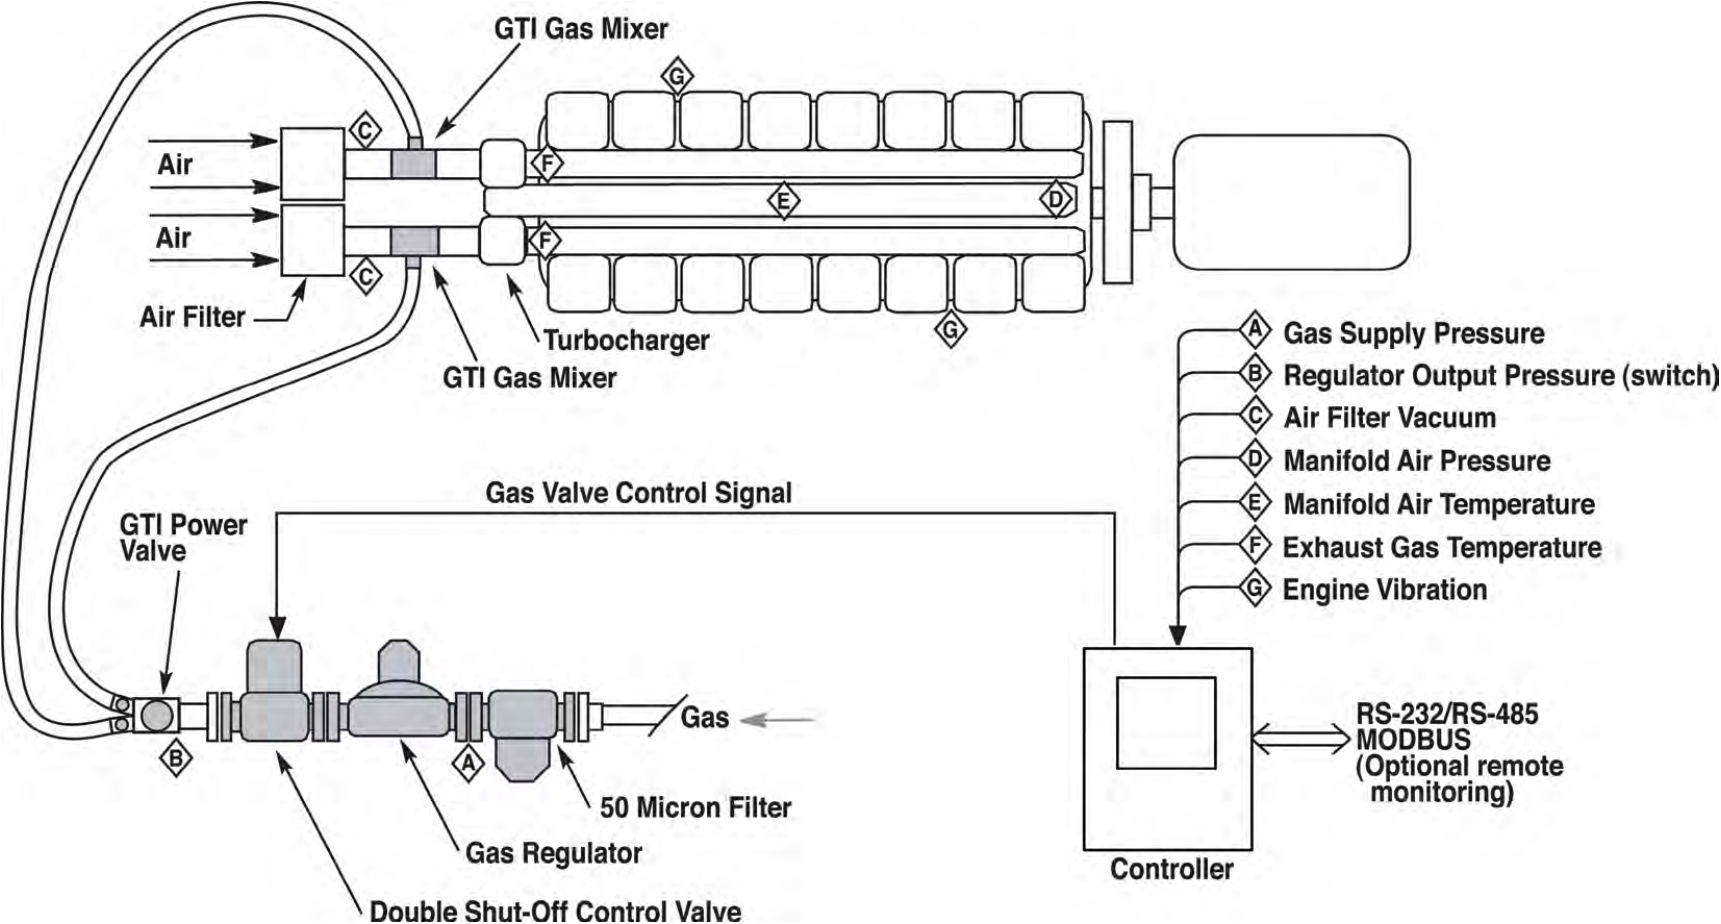 GTI Gas Mixer
G
C
Air
F
E
D
Air
F
C
Air Filter
Turbocharger
G
GTI Gas Mixer
A Gas Supply Pressure
B Regulator Output Pressure (switch)
C Air Filter Vacuum
D Manifold Air Pressure
E Manifold Air Temperature
F Exhaust Gas Temperature
G Engine Vibration
Gas Valve Control Signal
GTI Power
Valve
Gas
B
A
50 Micron Filter
Gas Regulator
Double Shut-Off Control Valve
RS-232/RS-485
MODBUS
(Optional remote
monitoring)
Controller